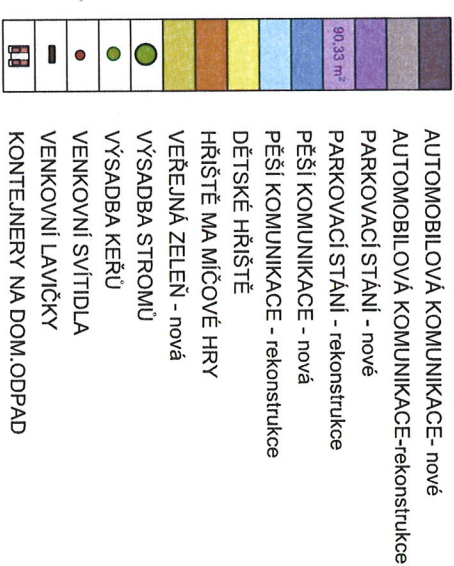 AUTOMOBILOVÁ KOMUNIKACE- nové
AUTOMOBILOVÁ KOMUNIKACE-rekonstrukce
PARKOVACÍ STÁNÍ - nové
90,33 m²
PARKOVACÍ STÁNÍ - rekonstrukce
PĚŠÍ KOMUNIKACE - nová
PĚŠÍ KOMUNIKACE - rekonstrukce
DĚTSKÉ HŘIŠTĚ
HŘIŠTĚ MA MÍČOVÉ HRY
VEŘEJNÁ ZELEŇ - nová
VÝSADBA STROMŮ
VÝSADBA KEŘŮ
VENKOVNÍ SVÍTIDLA
VENKOVNÍ LAVIČKY
KONTEJNERY NA DOM.ODPAD